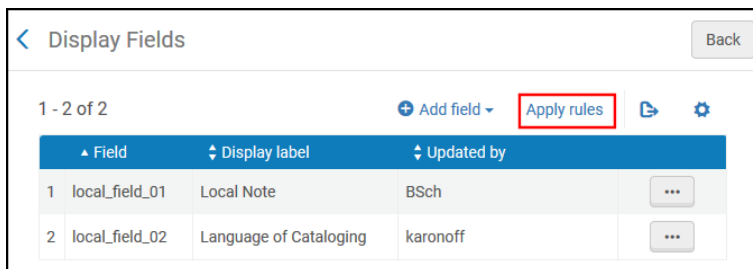 Display Fields
Back
1 - 2 of 2 Add field Apply rules
Field Display label Updated by
1 local_field_01 Local Note BSch
2 local_field_02 Language of Cataloging karonoff